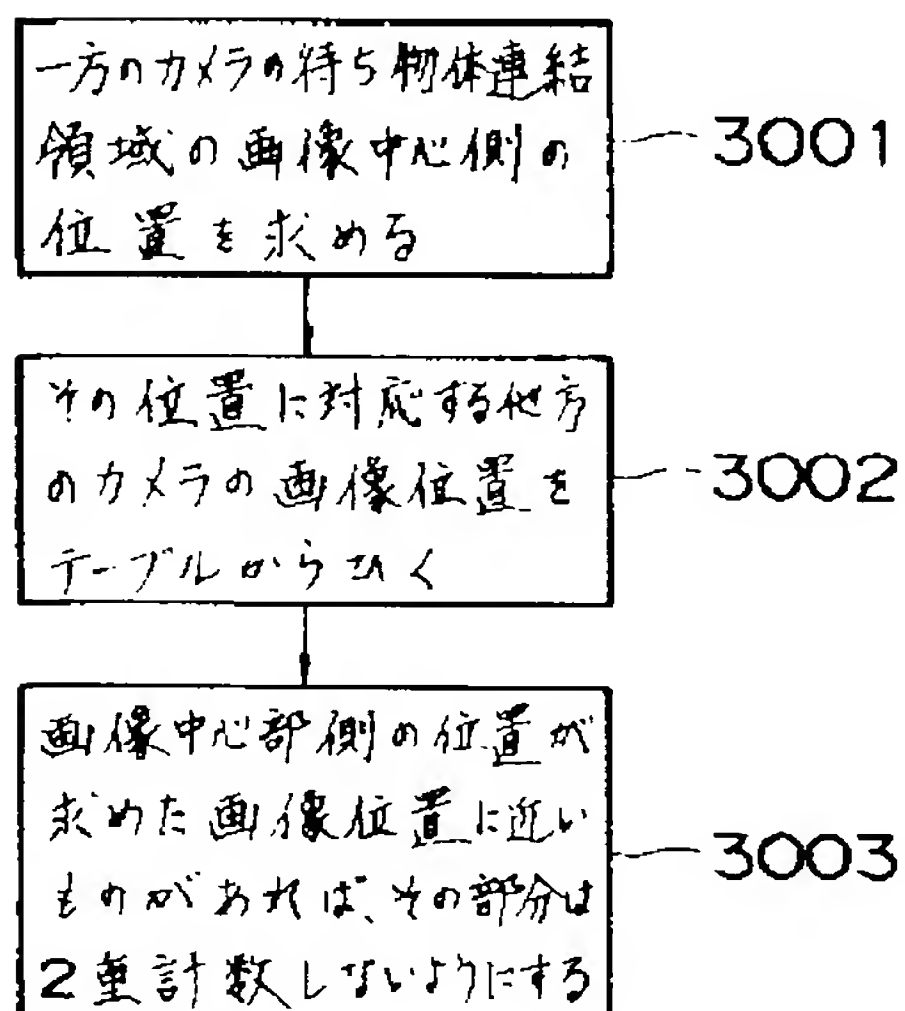 一方のカメラの待ち物体連結
領域の画像中心側の
位置を求める
3001
その位置に対応する他方
のカメラの画像位置を
テーブルからひく
3002
画像中心部側の位置が
求めた画像位置に近い
ものがあれば、その部分は
2重計数しないようにする
3003